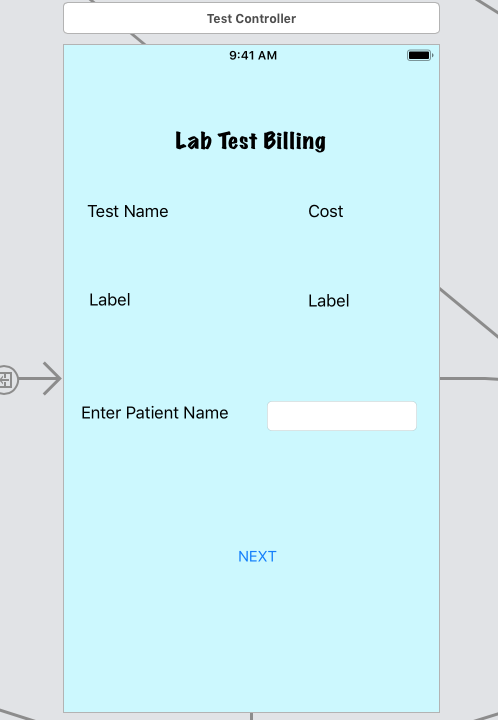 Test Controller
9:41 AM
Lab Test Billing
Test Name Cost
Label Label
Enter Patient Name
NEXT